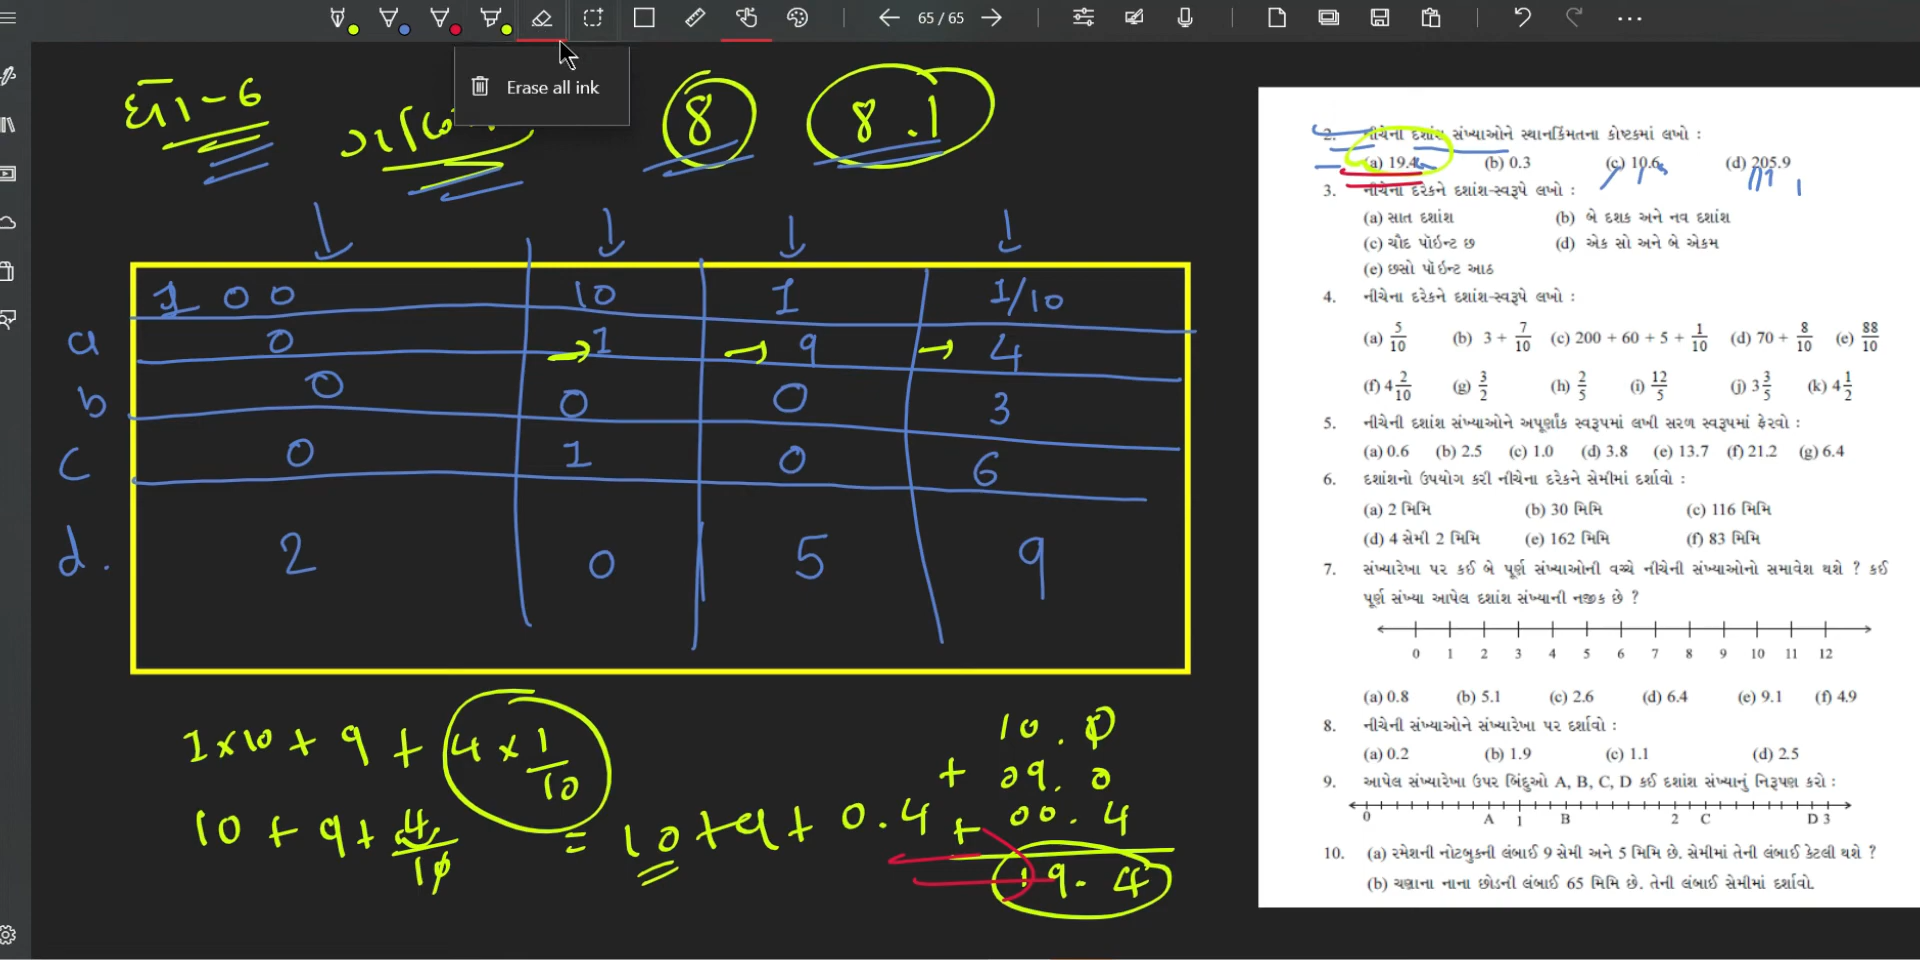 65 / 65
Erase all ink
ધો - 6
8
8.1
100 10 1 1/10
a 0 1 9 4
b 0 0 0 3
c 0 1 0 6
d. 2 0 5 9
1 x 10 + 9 + 4 x 1/10
10 + 9 + 4/10 = 10 + 9 + 0.4
10.0
+ 09.0
+ 00.4
19.4
2. નીચેની દશાંશ સંખ્યાઓને સ્થાનકિંમતના કોષ્ટકમાં લખો :
(a) 19.4 (b) 0.3 (c) 10.6 (d) 205.9
3. નીચેના દરેકને દશાંશ-સ્વરૂપે લખો :
(a) સાત દશાંશ (b) બે દશક અને નવ દશાંશ
(c) ચૌદ પૉઇન્ટ છ (d) એક સો અને બે એકમ
(e) છસો પૉઇન્ટ આઠ
4. નીચેના દરેકને દશાંશ-સ્વરૂપે લખો :
(a) 5/10 (b) 3 + 7/10 (c) 200 + 60 + 5 + 1/10 (d) 70 + 8/10 (e) 88/10
(f) 4 2/10 (g) 3/2 (h) 2/5 (i) 12/5 (j) 3 3/5 (k) 4 1/2
5. નીચેની દશાંશ સંખ્યાઓને અપૂર્ણાંક સ્વરૂપમાં લખી સરળ સ્વરૂપમાં ફેરવો :
(a) 0.6 (b) 2.5 (c) 1.0 (d) 3.8 (e) 13.7 (f) 21.2 (g) 6.4
6. દશાંશનો ઉપયોગ કરી નીચેના દરેકને સેમીમાં દર્શાવો :
(a) 2 મિમિ (b) 30 મિમિ (c) 116 મિમિ
(d) 4 સેમી 2 મિમિ (e) 162 મિમિ (f) 83 મિમિ
7. સંખ્યારેખા પર કઈ બે પૂર્ણ સંખ્યાઓની વચ્ચે નીચેની સંખ્યાઓનો સમાવેશ થશે ? કઈ
પૂર્ણ સંખ્યા આપેલ દશાંશ સંખ્યાની નજીક છે ?
0 1 2 3 4 5 6 7 8 9 10 11 12
(a) 0.8 (b) 5.1 (c) 2.6 (d) 6.4 (e) 9.1 (f) 4.9
8. નીચેની સંખ્યાઓને સંખ્યારેખા પર દર્શાવો :
(a) 0.2 (b) 1.9 (c) 1.1 (d) 2.5
9. આપેલ સંખ્યારેખા ઉપર બિંદુઓ A, B, C, D કઈ દશાંશ સંખ્યાનું નિરૂપણ કરો :
0 A 1 B 2 C D 3
10. (a) રમેશની નોટબુકની લંબાઈ 9 સેમી અને 5 મિમિ છે. સેમીમાં તેની લંબાઈ કેટલી થશે ?
(b) ચણાના નાના છોડની લંબાઈ 65 મિમિ છે. તેની લંબાઈ સેમીમાં દર્શાવો.